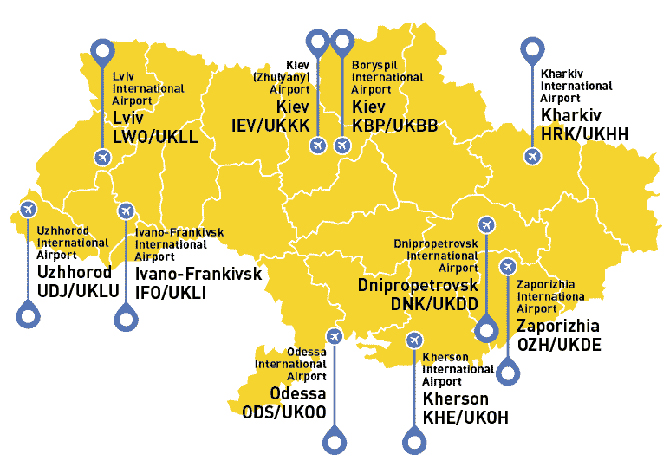 Lviv
International
Airport
Lviv
LWO/UKLL
Kiev
(Zhulyany)
Airport
Kiev
IEV/UKKK
Boryspil
International
Airport
Kiev
KBP/UKBB
Kharkiv
International
Airport
Kharkiv
HRK/UKHH
Uzhhorod
International
Airport
Uzhhorod
UDJ/UKLU
Ivano-Frankivsk
International
Airport
Ivano-Frankivsk
IFO/UKLI
Dnipropetrovsk
International
Airport
Dnipropetrovsk
DNK/UKDD
Zaporizhia
Internationa
Airport
Zaporizhia
OZH/UKDE
Odessa
International
Airport
Odessa
ODS/UKOO
Kherson
International
Airport
Kherson
KHE/UKOH